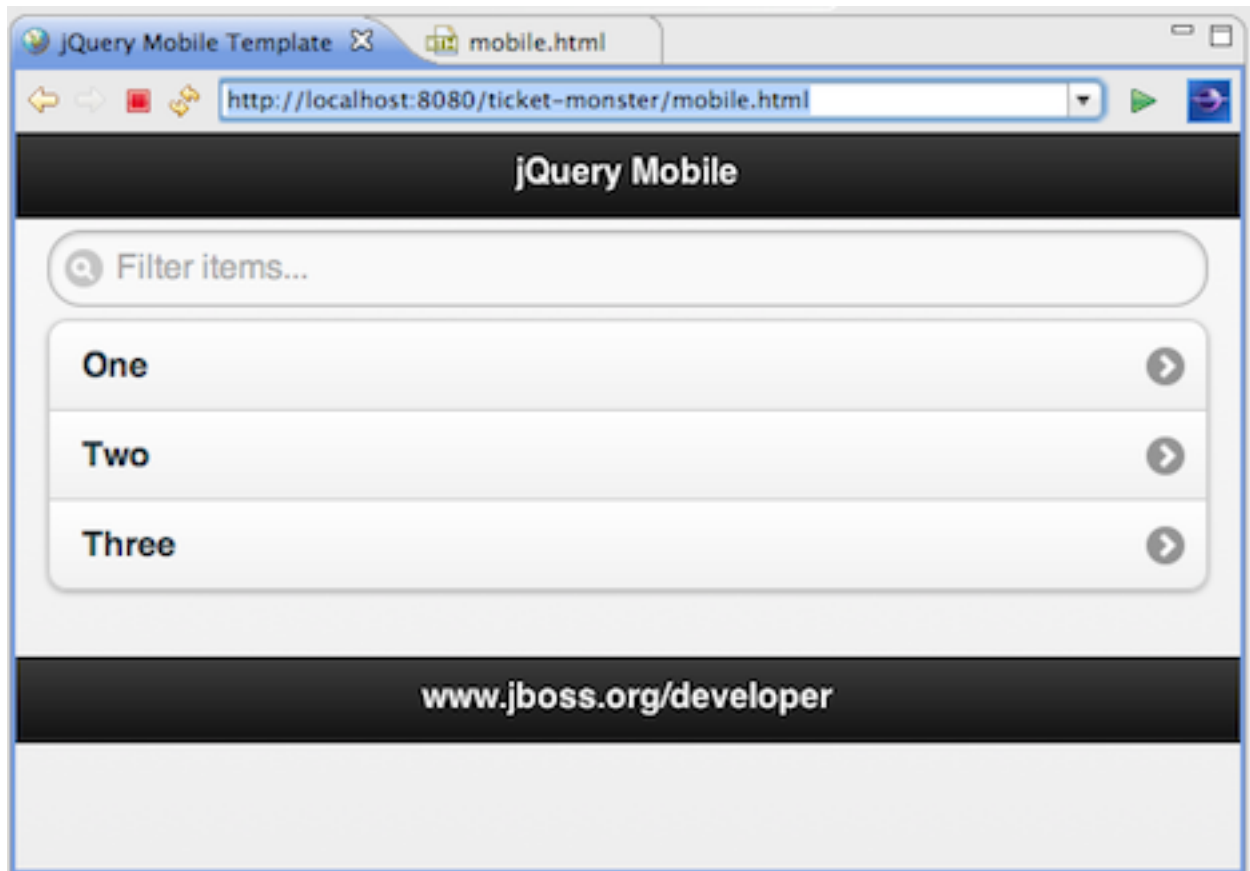 jQuery Mobile Template mobile.html
http://localhost:8080/ticket-monster/mobile.html
jQuery Mobile
Filter items...
One
Two
Three
www.jboss.org/developer